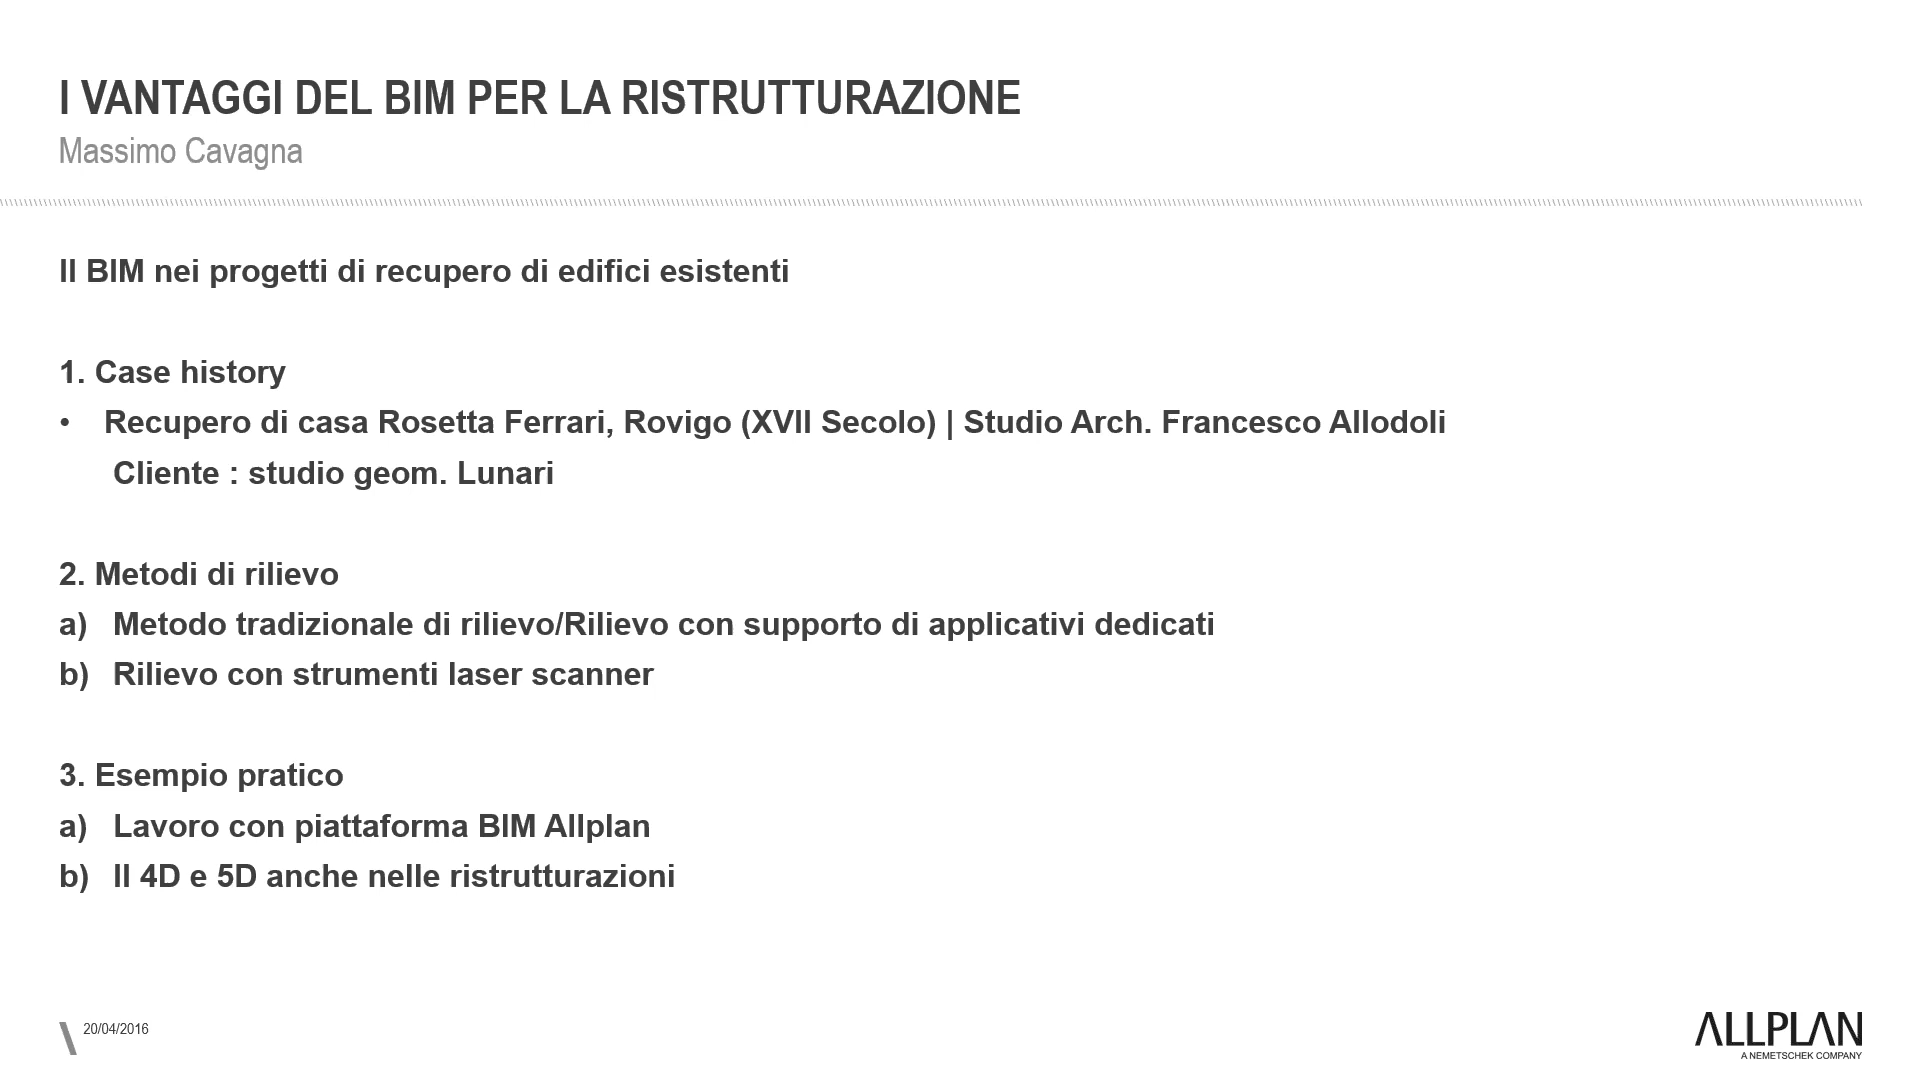 I VANTAGGI DEL BIM PER LA RISTRUTTURAZIONE
Massimo Cavagna
Il BIM nei progetti di recupero di edifici esistenti
1. Case history
• Recupero di casa Rosetta Ferrari, Rovigo (XVII Secolo) | Studio Arch. Francesco Allodoli
Cliente : studio geom. Lunari
2. Metodi di rilievo
a) Metodo tradizionale di rilievo/Rilievo con supporto di applicativi dedicati
b) Rilievo con strumenti laser scanner
3. Esempio pratico
a) Lavoro con piattaforma BIM Allplan
b) Il 4D e 5D anche nelle ristrutturazioni
20/04/2016
ALLPLAN
A NEMETSCHEK COMPANY